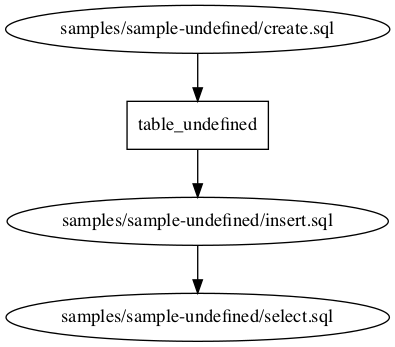 samples/sample-undefined/create.sql
table_undefined
samples/sample-undefined/insert.sql
samples/sample-undefined/select.sql